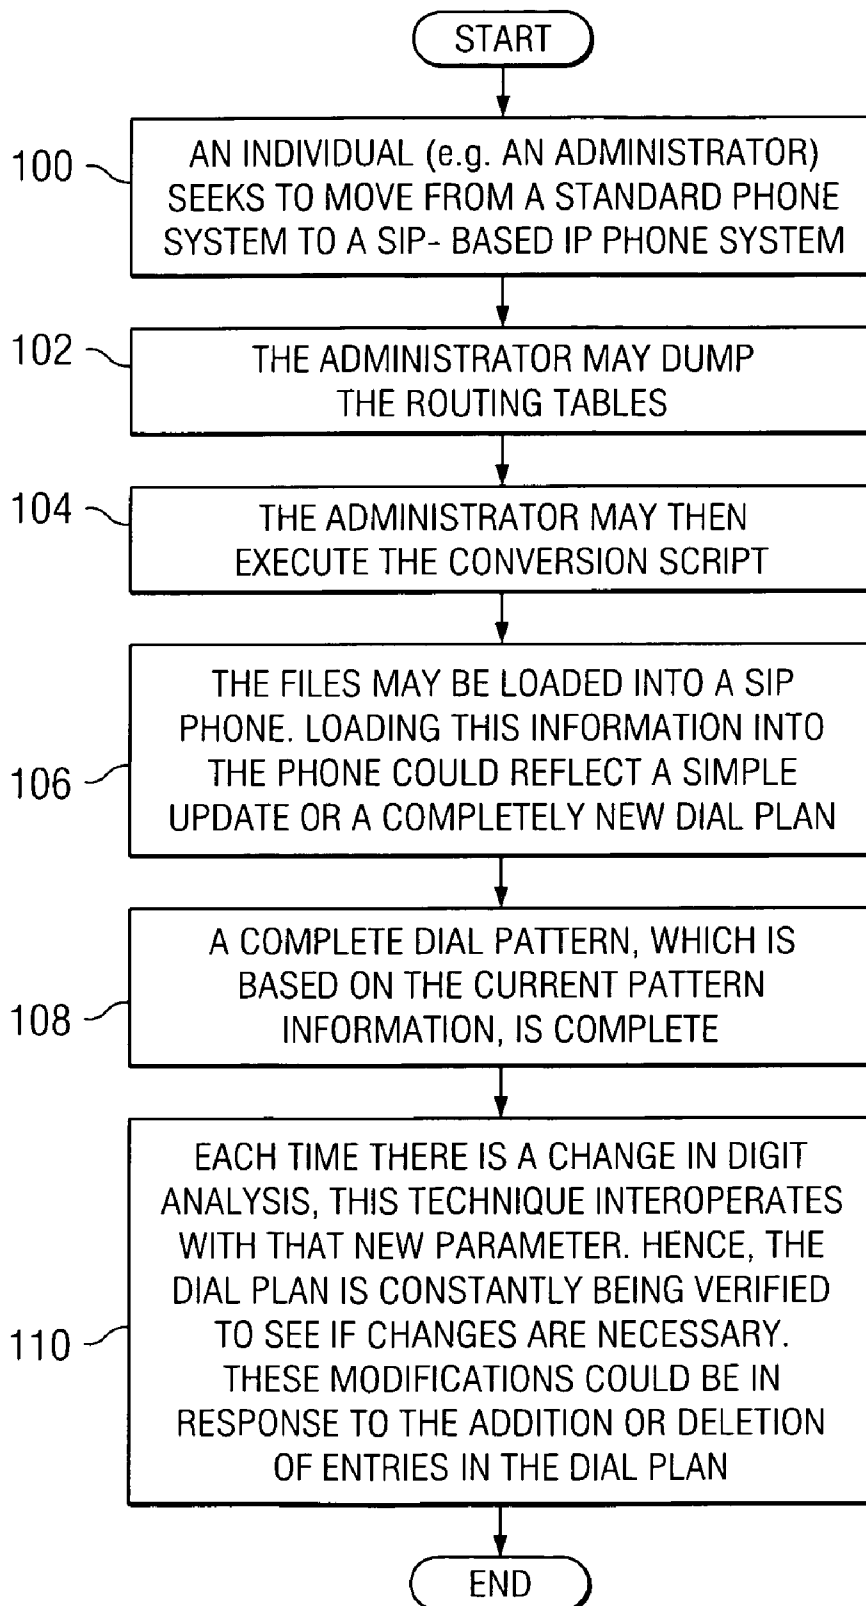 START
100
AN INDIVIDUAL (e.g. AN ADMINISTRATOR)
SEEKS TO MOVE FROM A STANDARD PHONE
SYSTEM TO A SIP- BASED IP PHONE SYSTEM
102
THE ADMINISTRATOR MAY DUMP
THE ROUTING TABLES
104
THE ADMINISTRATOR MAY THEN
EXECUTE THE CONVERSION SCRIPT
106
THE FILES MAY BE LOADED INTO A SIP
PHONE. LOADING THIS INFORMATION INTO
THE PHONE COULD REFLECT A SIMPLE
UPDATE OR A COMPLETELY NEW DIAL PLAN
108
A COMPLETE DIAL PATTERN, WHICH IS
BASED ON THE CURRENT PATTERN
INFORMATION, IS COMPLETE
110
EACH TIME THERE IS A CHANGE IN DIGIT
ANALYSIS, THIS TECHNIQUE INTEROPERATES
WITH THAT NEW PARAMETER. HENCE, THE
DIAL PLAN IS CONSTANTLY BEING VERIFIED
TO SEE IF CHANGES ARE NECESSARY.
THESE MODIFICATIONS COULD BE IN
RESPONSE TO THE ADDITION OR DELETION
OF ENTRIES IN THE DIAL PLAN
END